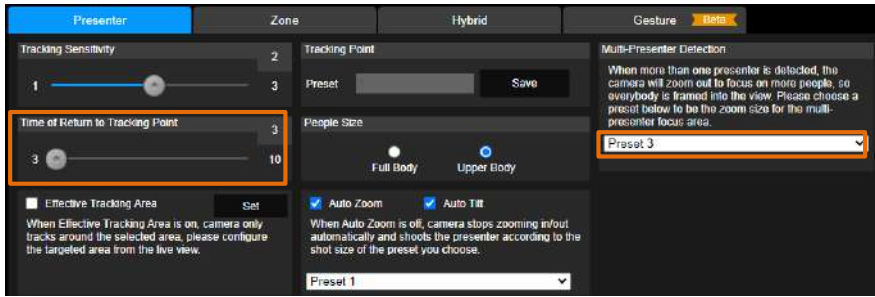 Presenter
Zone
Hybrid
Gesture Beta
Tracking Sensitivity
2
1
3
Time of Return to Tracking Point
3
3
10
Effective Tracking Area
Set
When Effective Tracking Area is on, camera only
tracks around the selected area, please configure
the targeted area from the live view.
Tracking Point
Preset
Save
People Size
Full Body
Upper Body
Auto Zoom
Auto Tilt
When Auto Zoom is off, camera stops zooming in/out
automatically and shoots the presenter according to the
shot size of the preset you choose.
Preset 1
Multi-Presenter Detection
When more than one presenter is detected, the
camera will zoom out to focus on more people, so
everybody is framed into the view. Please choose a
preset below to be the zoom size for the multi-
presenter focus area.
Preset 3